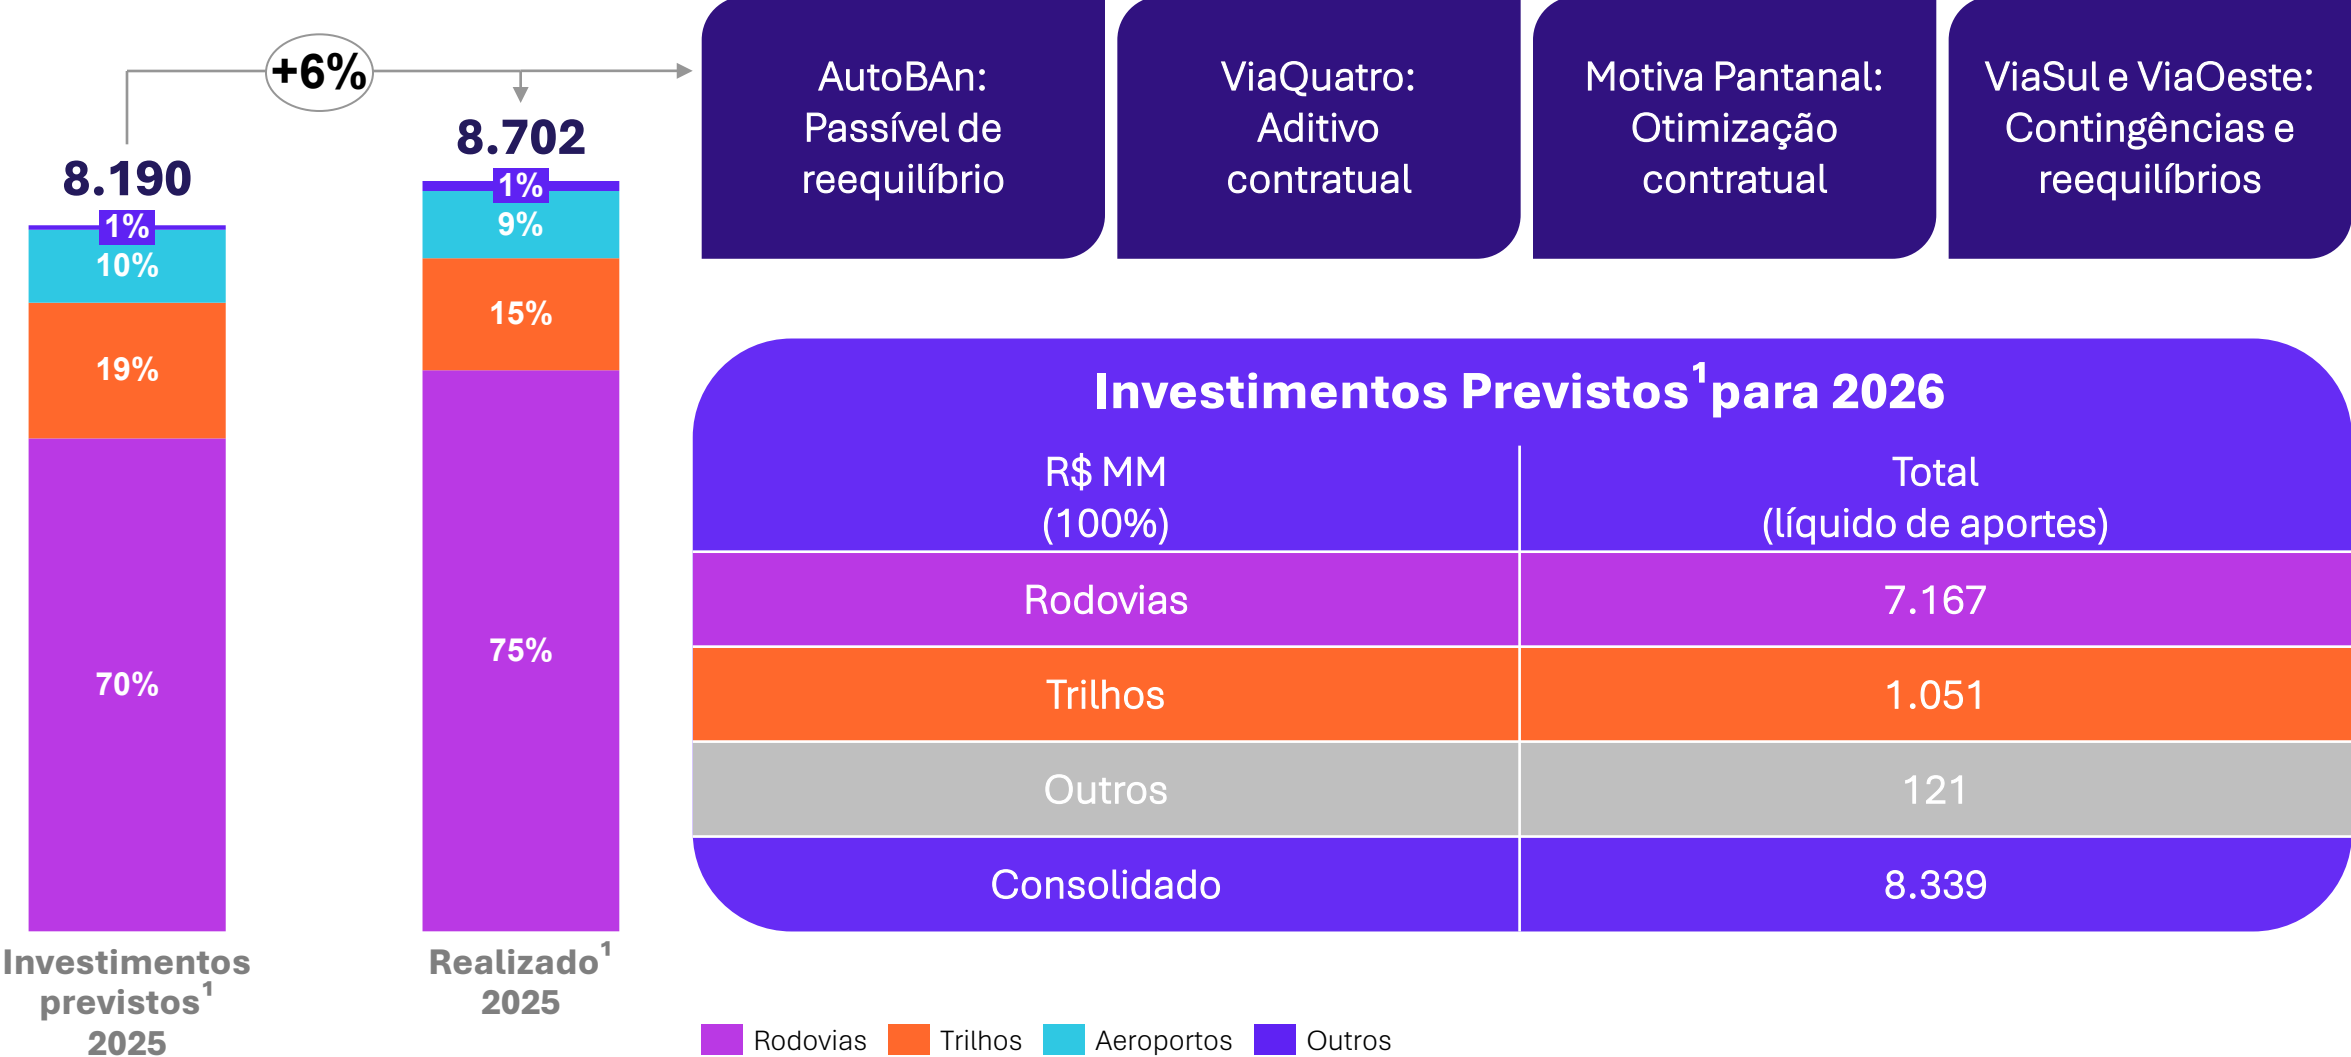 +6%
8.190
1%
10%
19%
70%
Investimentos
previstos¹
2025
8.702
1%
9%
15%
75%
Realizado¹
2025
AutoBAn:
Passível de
reequilíbrio
ViaQuatro:
Aditivo
contratual
Motiva Pantanal:
Otimização
contratual
ViaSul e ViaOeste:
Contingências e
reequilíbrios
Investimentos Previstos¹para 2026
R$ MM
(100%)
Total
(líquido de aportes)
Rodovias 7.167
Trilhos 1.051
Outros 121
Consolidado 8.339
Rodovias Trilhos Aeroportos Outros